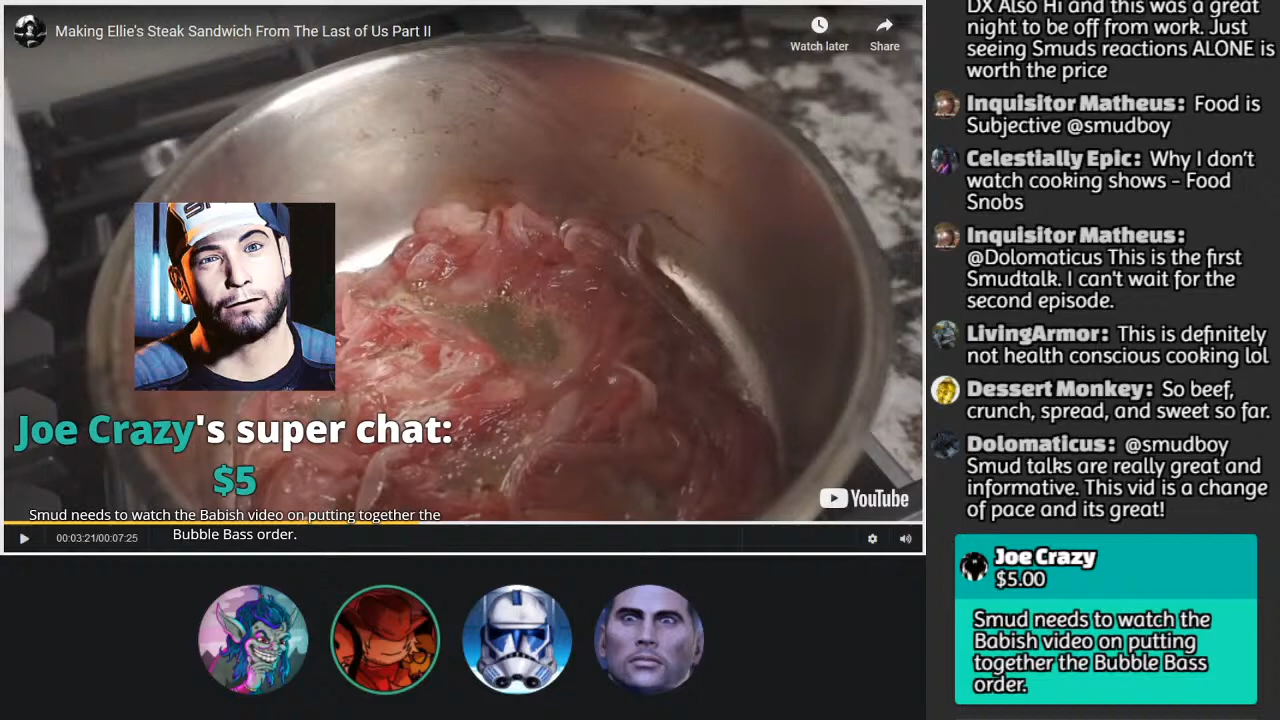 Making Ellie's Steak Sandwich From The Last of Us Part II
Watch later
Share
Joe Crazy's super chat:
$5
Smud needs to watch the Babish video on putting together the
Bubble Bass order.
YouTube
00:03:21/00:07:25
DX Also Hi and this was a great
night to be off from work. Just
seeing Smuds reactions ALONE is
worth the price
Inquisitor Matheus: Food is
Subjective @smudboy
Celestially Epic: Why I don't
watch cooking shows - Food
Snobs
Inquisitor Matheus:
@Dolomaticus This is the first
Smudtalk. I can't wait for the
second episode.
LivingArmor: This is definitely
not health conscious cooking lol
Dessert Monkey: So beef,
crunch, spread, and sweet so far.
Dolomaticus: @smudboy
Smud talks are really great and
informative. This vid is a change
of pace and its great!
Joe Crazy
$5.00
Smud needs to watch the
Babish video on putting
together the Bubble Bass
order.